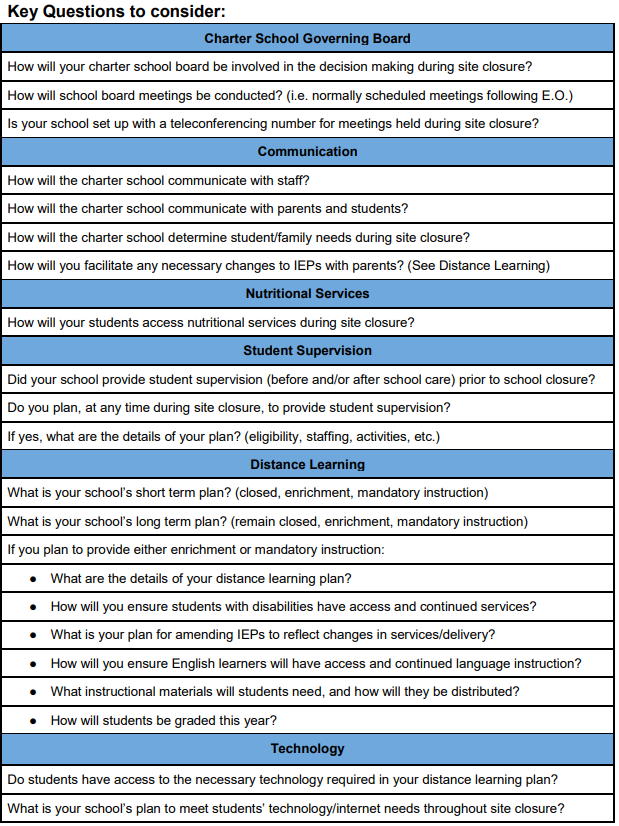 Key Questions to consider:
Charter School Governing Board
How will your charter school board be involved in the decision making during site closure?
How will school board meetings be conducted? (i.e. normally scheduled meetings following E.O.)
Is your school set up with a teleconferencing number for meetings held during site closure?
Communication
How will the charter school communicate with staff?
How will the charter school communicate with parents and students?
How will the charter school determine student/family needs during site closure?
How will you facilitate any necessary changes to IEPs with parents? (See Distance Learning)
Nutritional Services
How will your students access nutritional services during site closure?
Student Supervision
Did your school provide student supervision (before and/or after school care) prior to school closure?
Do you plan, at any time during site closure, to provide student supervision?
If yes, what are the details of your plan? (eligibility, staffing, activities, etc.)
Distance Learning
What is your school's short term plan? (closed, enrichment, mandatory instruction)
What is your school's long term plan? (remain closed, enrichment, mandatory instruction)
If you plan to provide either enrichment or mandatory instruction:
● What are the details of your distance learning plan?
● How will you ensure students with disabilities have access and continued services?
● What is your plan for amending IEPs to reflect changes in services/delivery?
● How will you ensure English learners will have access and continued language instruction?
● What instructional materials will students need, and how will they be distributed?
● How will students be graded this year?
Technology
Do students have access to the necessary technology required in your distance learning plan?
What is your school's plan to meet students' technology/internet needs throughout site closure?